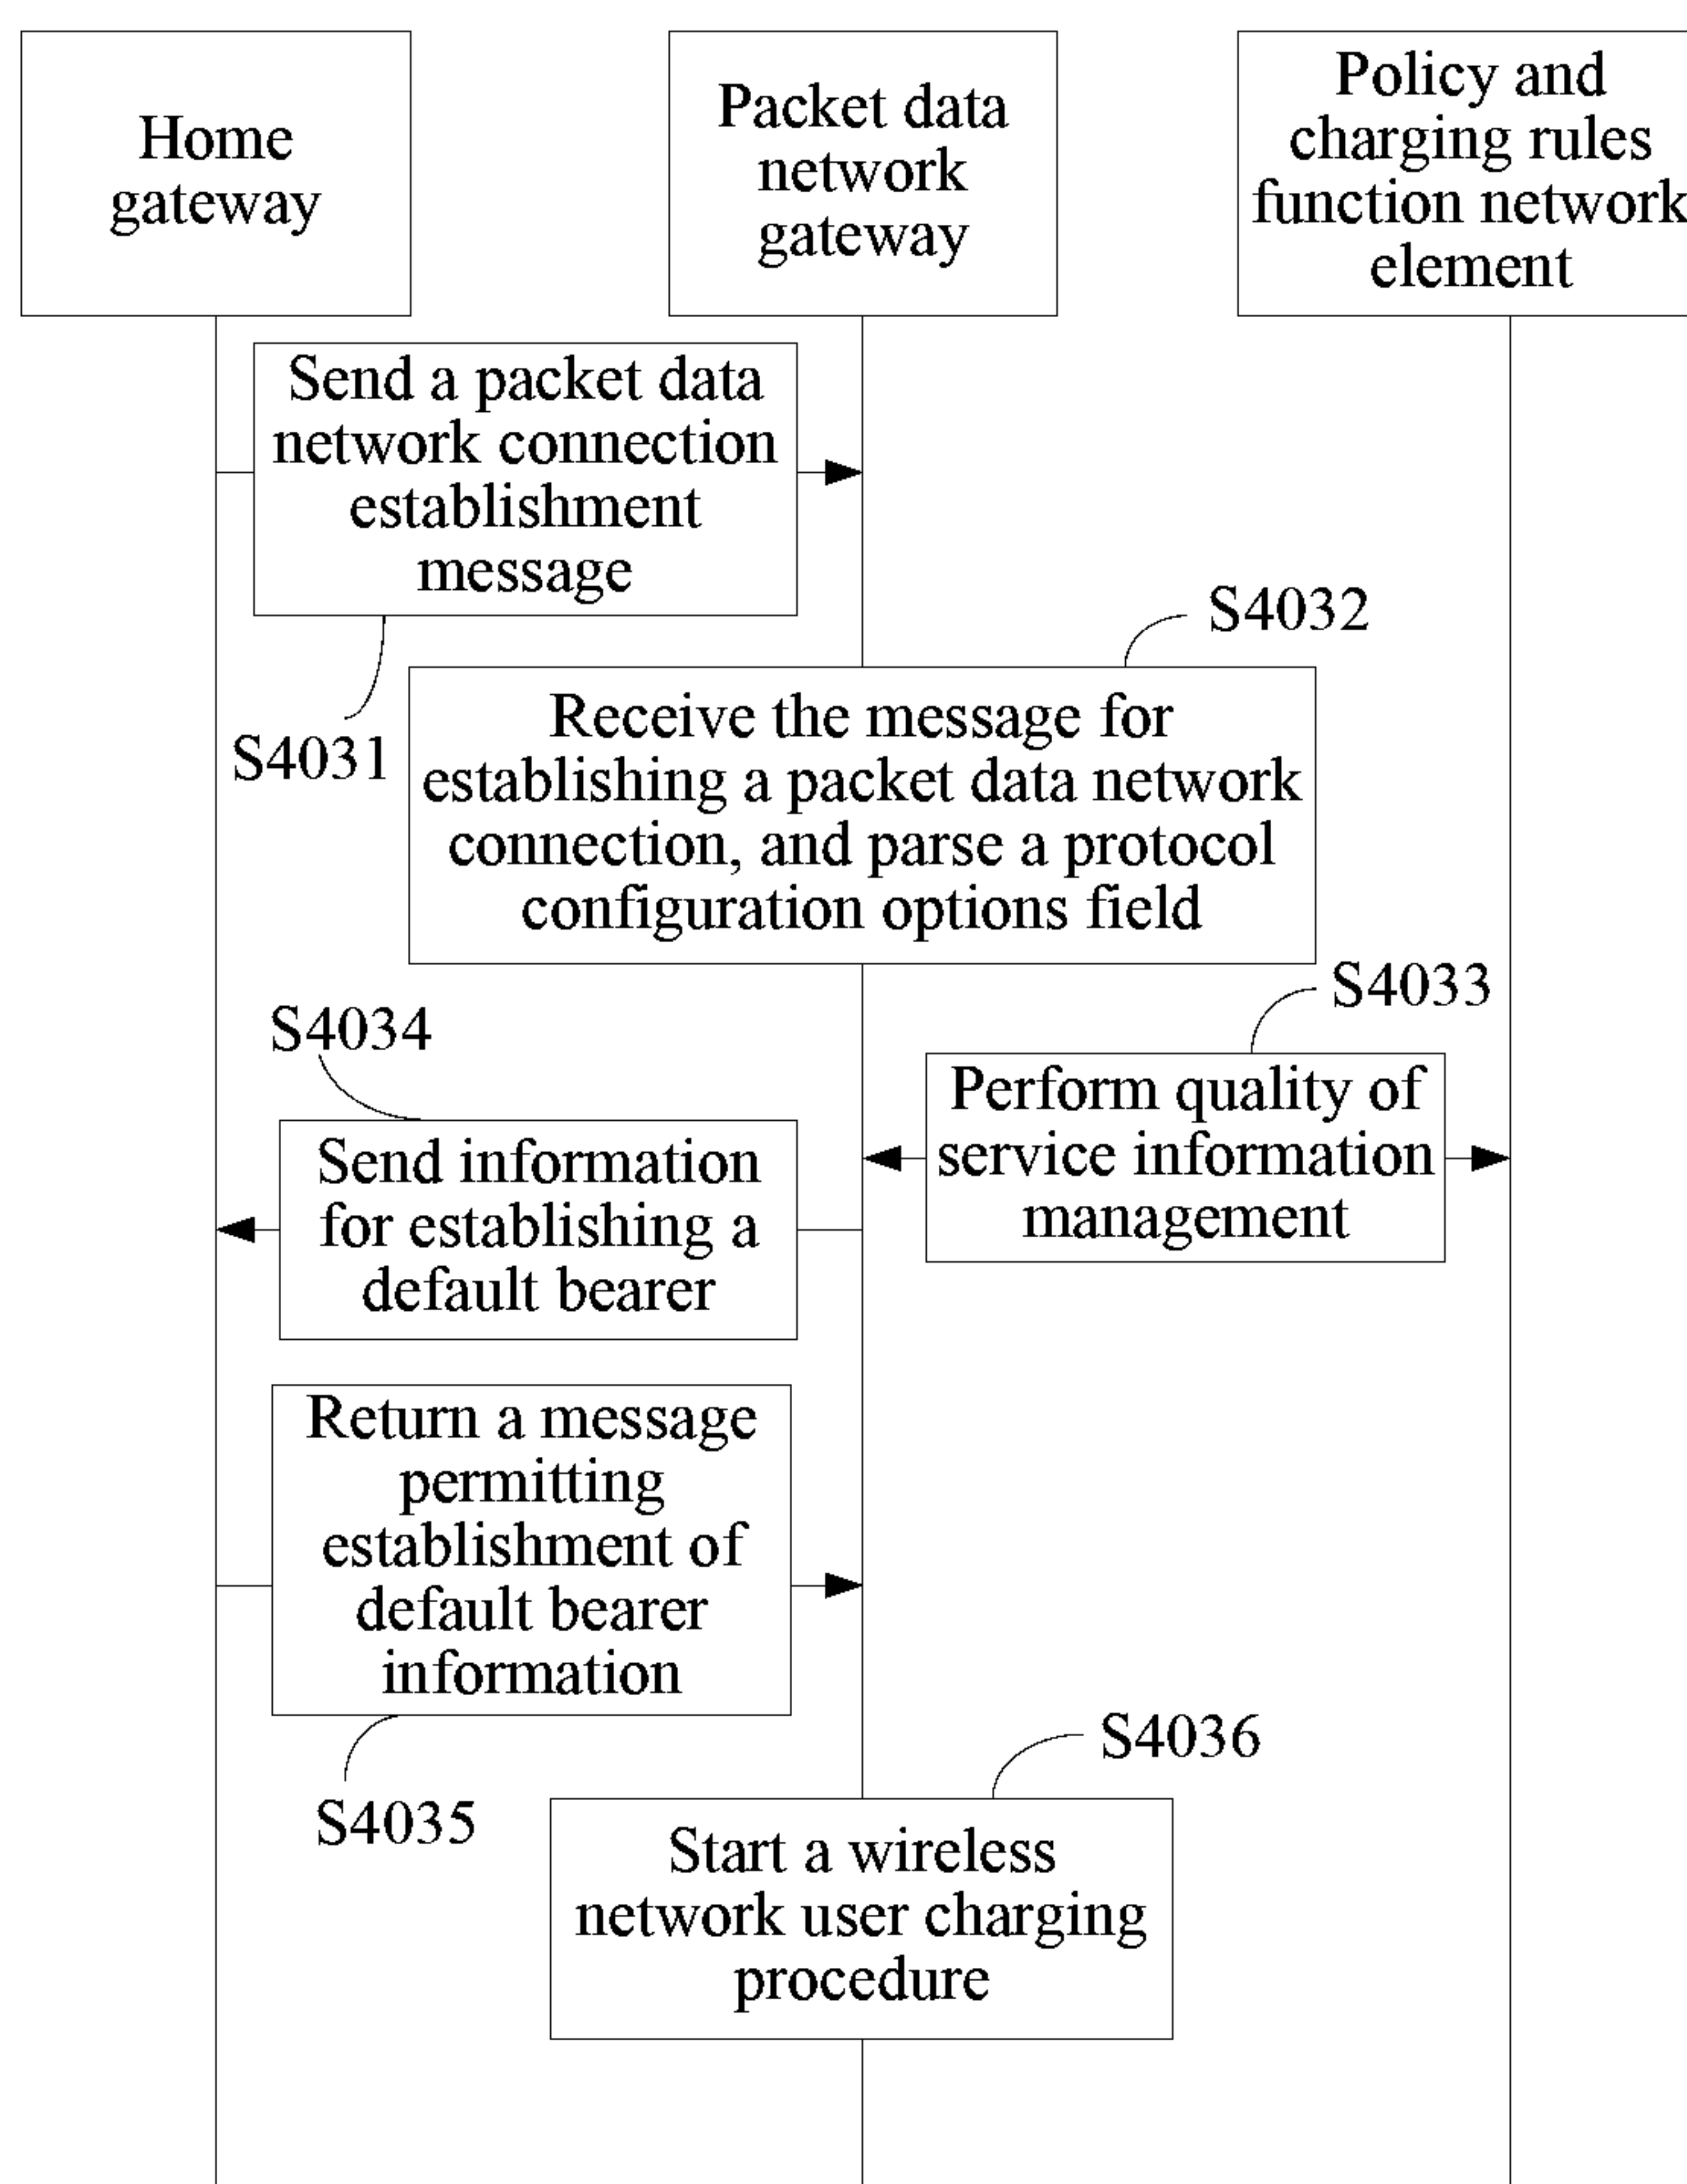 Home
gateway
Packet data
network
gateway
Policy and
charging rules
function network
element
Send a packet data
network connection
establishment
message
S4031
S4032
Receive the message for
establishing a packet data network
connection, and parse a protocol
configuration options field
S4033
Perform quality of
service information
management
S4034
Send information
for establishing a
default bearer
Return a message
permitting
establishment of
default bearer
information
S4035
S4036
Start a wireless
network user charging
procedure